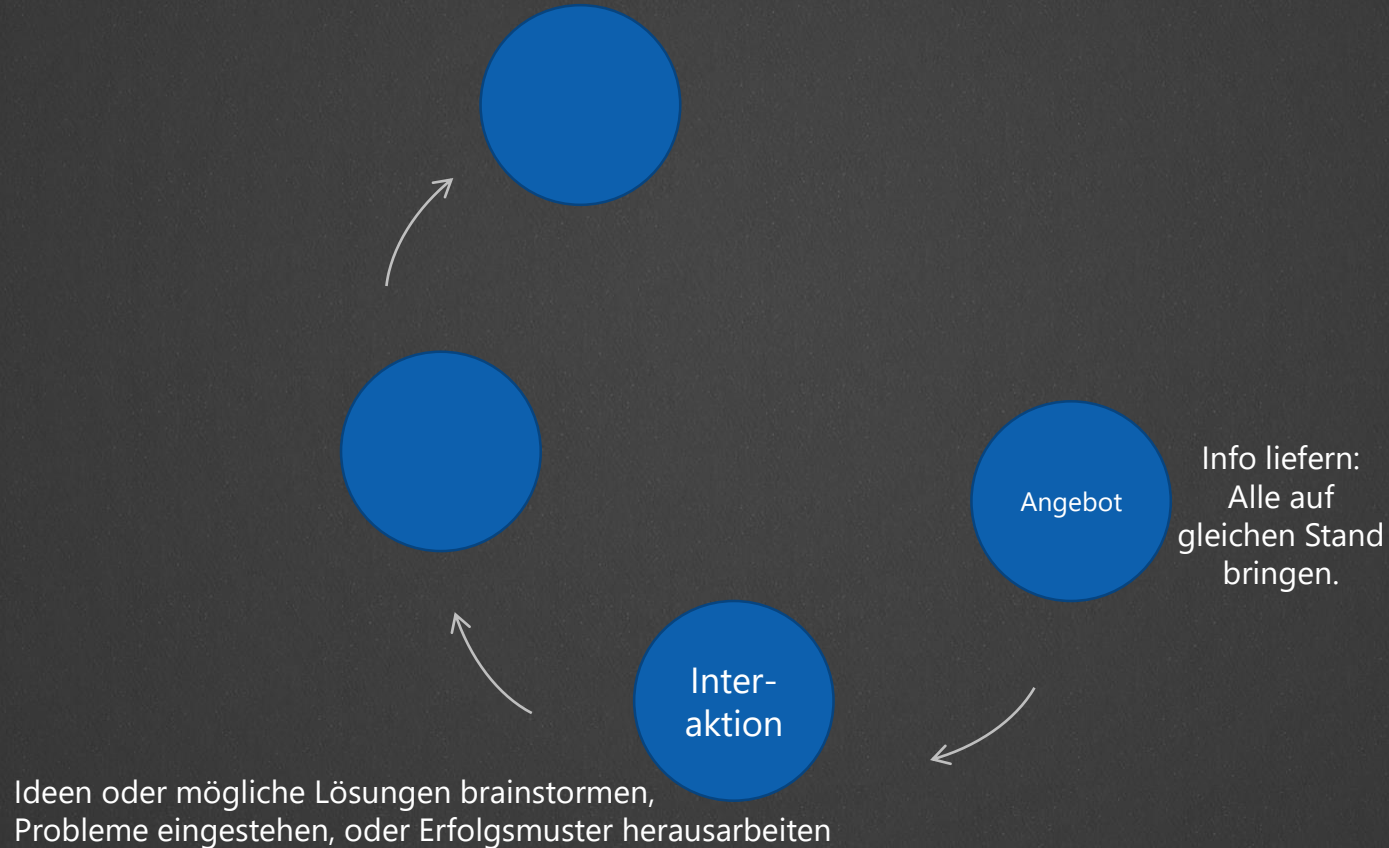 Angebot
Info liefern:
Alle auf
gleichen Stand
bringen.
Inter-
aktion
Ideen oder mögliche Lösungen brainstormen,
Probleme eingestehen, oder Erfolgsmuster herausarbeiten